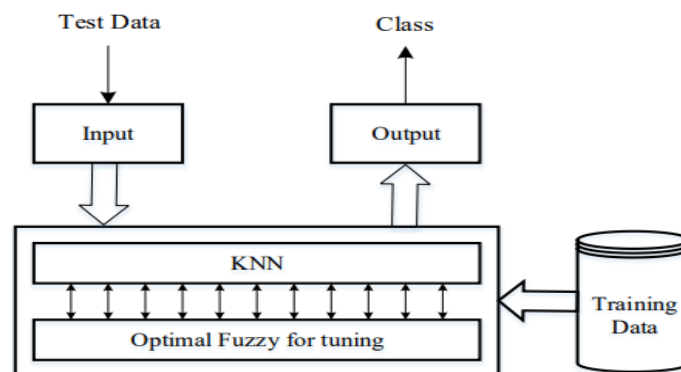 Test Data
Class
Input
Output
KNN
Optimal Fuzzy for tuning
Training
Data